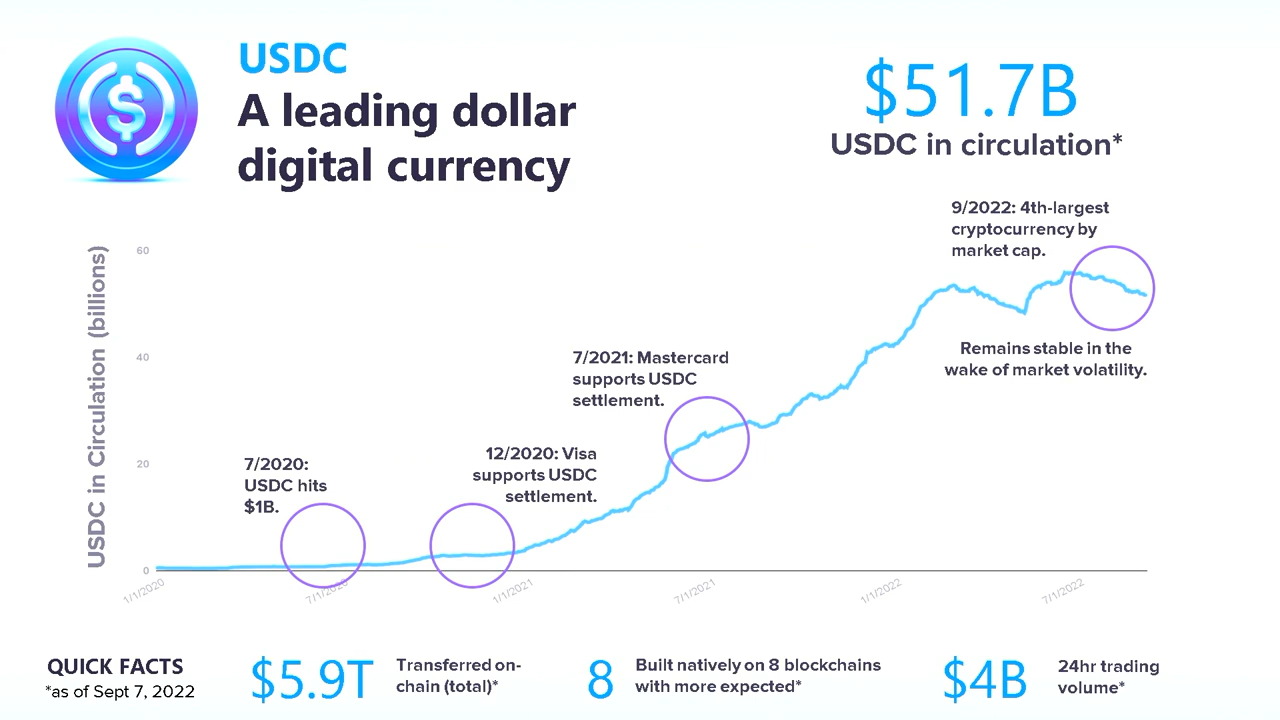 USDC
A leading dollar
digital currency
$51.7B
USDC in circulation*
9/2022: 4th-largest
cryptocurrency by
market cap.
USDC in Circulation (billions)
60
40
20
0
Remains stable in the
wake of market volatility.
7/2021: Mastercard
supports USDC
settlement.
12/2020: Visa
supports USDC
settlement.
7/2020:
USDC hits
$1B.
1/1/2020
7/1/2020
1/1/2021
7/1/2021
1/1/2022
7/1/2022
QUICK FACTS
*as of Sept 7, 2022
$5.9T
Transferred on-
chain (total)*
8
Built natively on 8 blockchains
with more expected*
$4B
24hr trading
volume*